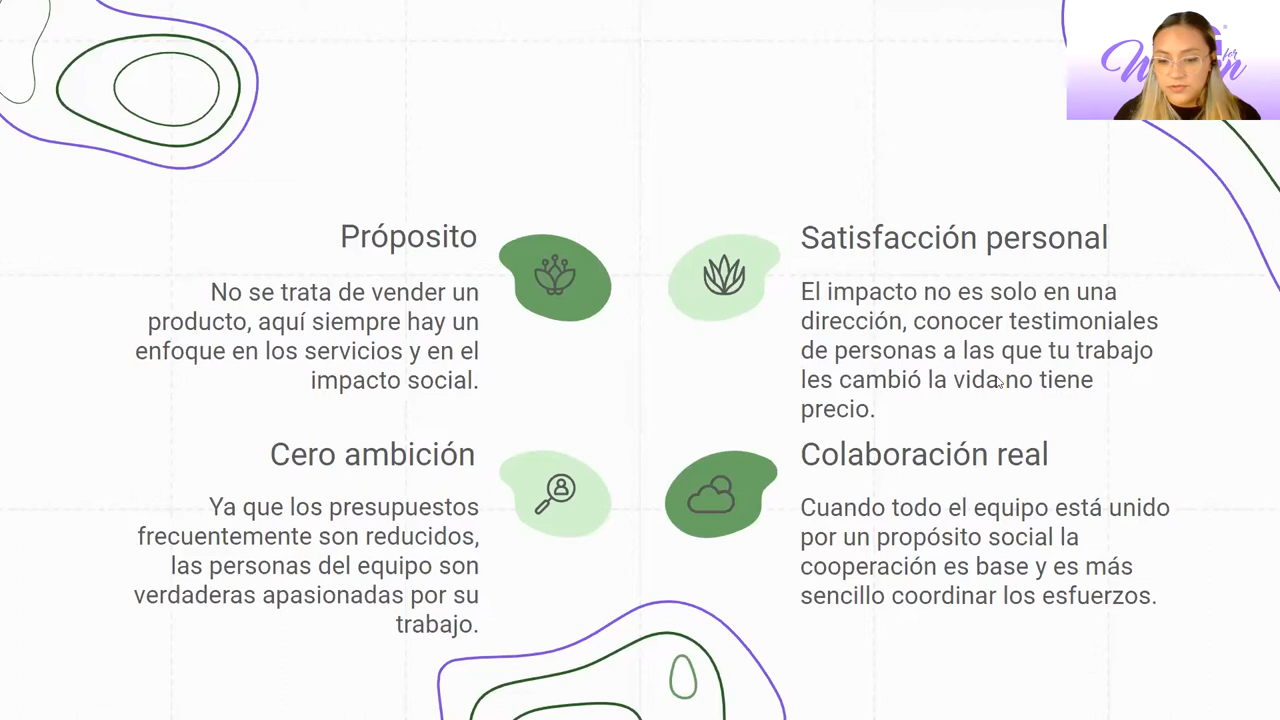 Próposito
No se trata de vender un
producto, aquí siempre hay un
enfoque en los servicios y en el
impacto social.
Satisfacción personal
El impacto no es solo en una
dirección, conocer testimoniales
de personas a las que tu trabajo
les cambió la vida no tiene
precio.
Cero ambición
Ya que los presupuestos
frecuentemente son reducidos,
las personas del equipo son
verdaderas apasionadas por su
trabajo.
Colaboración real
Cuando todo el equipo está unido
por un propósito social la
cooperación es base y es más
sencillo coordinar los esfuerzos.
for